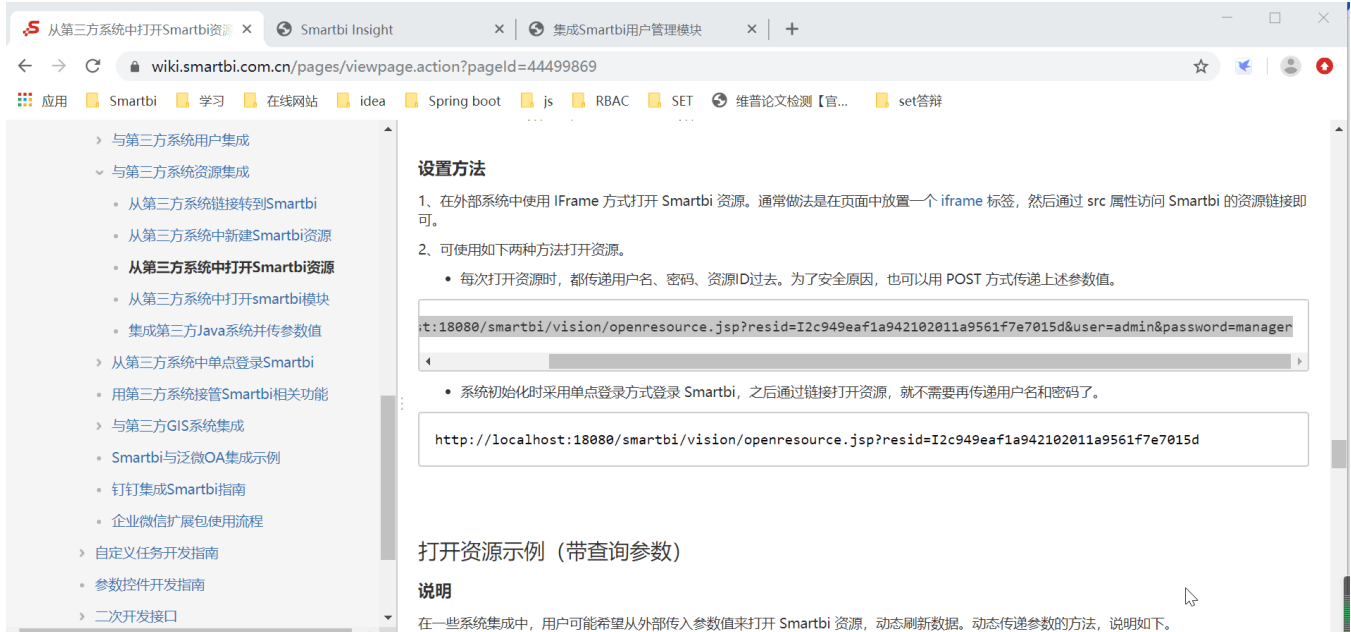 从第三方系统中打开Smartbi资源
Smartbi Insight
集成Smartbi用户管理模块
wiki.smartbi.com.cn/pages/viewpage.action?pageId=44499869
应用
Smartbi
学习
在线网站
idea
Spring boot
js
RBAC
SET
维普论文检测【官...
set答辩
与第三方系统用户集成
与第三方系统资源集成
从第三方系统链接转到Smartbi
从第三方系统中新建Smartbi资源
从第三方系统中打开Smartbi资源
从第三方系统中打开smartbi模块
集成第三方Java系统并传参数值
从第三方系统中单点登录Smartbi
用第三方系统接管Smartbi相关功能
与第三方GIS系统集成
Smartbi与泛微OA集成示例
钉钉集成Smartbi指南
企业微信扩展包使用流程
自定义任务开发指南
参数控件开发指南
二次开发接口
设置方法
1、在外部系统中使用 IFrame 方式打开 Smartbi 资源。通常做法是在页面中放置一个 iframe 标签，然后通过 src 属性访问 Smartbi 的资源链接即
可。
2、可使用如下两种方法打开资源。
• 每次打开资源时，都传递用户名、密码、资源ID过去。为了安全原因，也可以用 POST 方式传递上述参数值。
st:18080/smartbi/vision/openresource.jsp?resid=I2c949eaf1a942102011a9561f7e7015d&user=admin&password=manager
• 系统初始化时采用单点登录方式登录 Smartbi，之后通过链接打开资源，就不需要再传递用户名和密码了。
http://localhost:18080/smartbi/vision/openresource.jsp?resid=I2c949eaf1a942102011a9561f7e7015d
打开资源示例（带查询参数）
说明
在一些系统集成中，用户可能希望从外部传入参数值来打开 Smartbi 资源，动态刷新数据。动态传递参数的方法，说明如下。